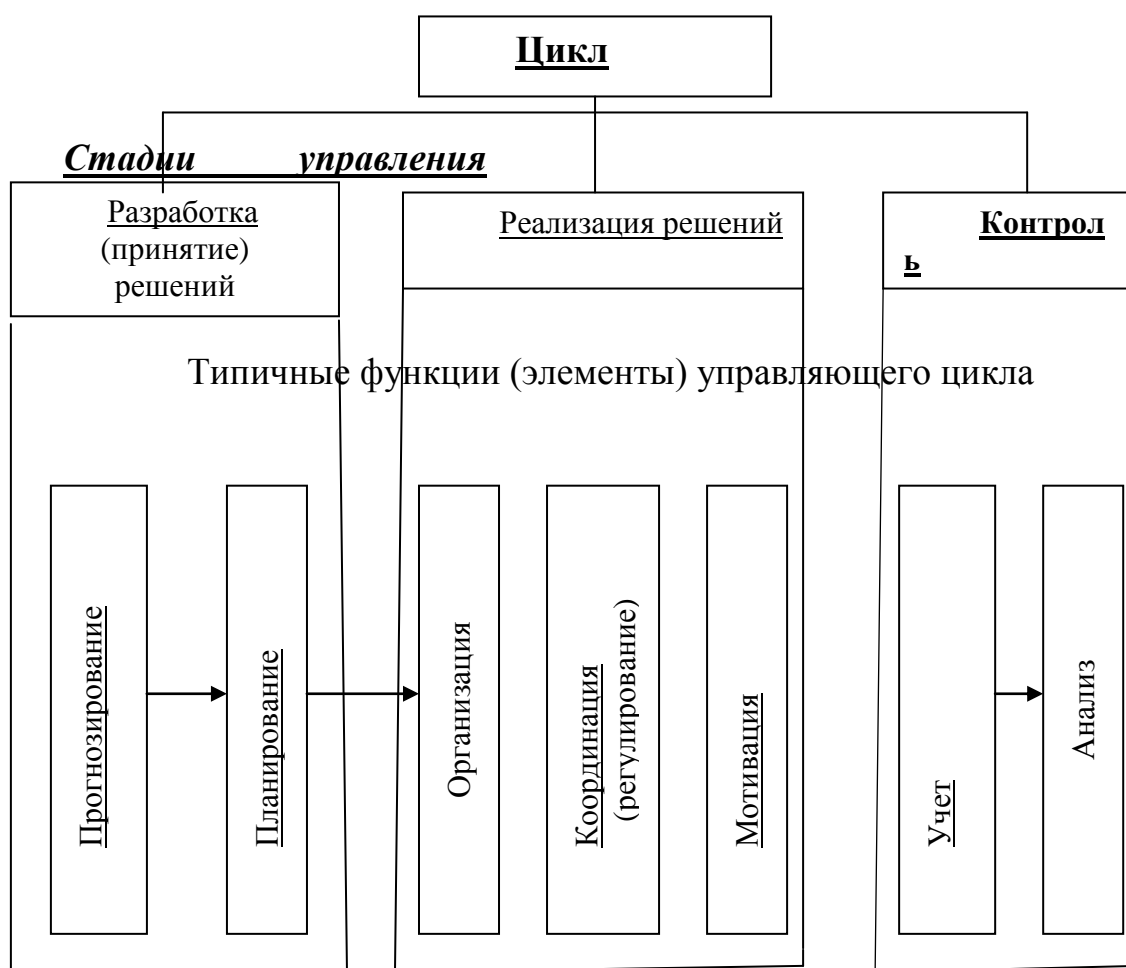 Цикл
Стадии управления
Разработка
(принятие)
решений
Реализация решений
Контрол
ь
Типичные функции (элементы) управляющего цикла
Прогнозирование
Планирование
Организация
Координация
(регулирование)
Мотивация
Учет
Анализ